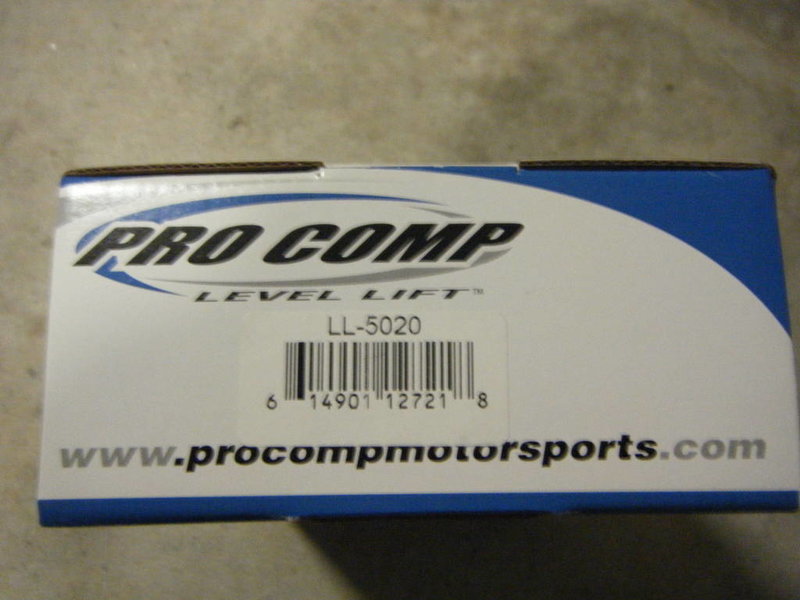 PRO COMP
LEVEL LIFT™
LL-5020
6 14901 12721 8
www.procompmotorsports.com